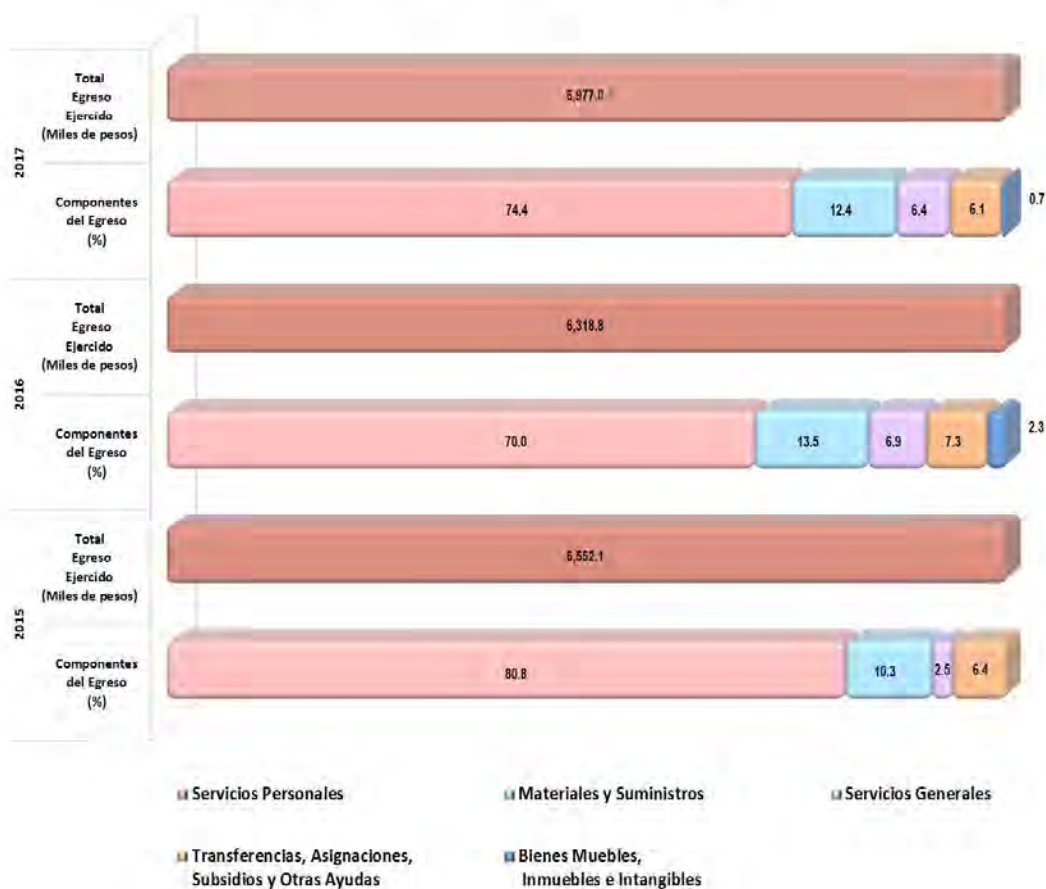 2017
Total
Egreso
Ejercido
(Miles de pesos)
Componentes
del Egreso
(%)
74.4
12.4
6.4
6.1
0.7
2016
Total
Egreso
Ejercido
(Miles de pesos)
6,318.8
Componentes
del Egreso
(%)
70.0
13.5
6.9
7.3
2.3
2015
Total
Egreso
Ejercido
(Miles de pesos)
6,552.1
Componentes
del Egreso
(%)
80.8
10.3
2.5
6.4
Servicios Personales
Materiales y Suministros
Servicios Generales
Transferencias, Asignaciones,
Subsidios y Otras Ayudas
Bienes Muebles,
Inmuebles e Intangibles